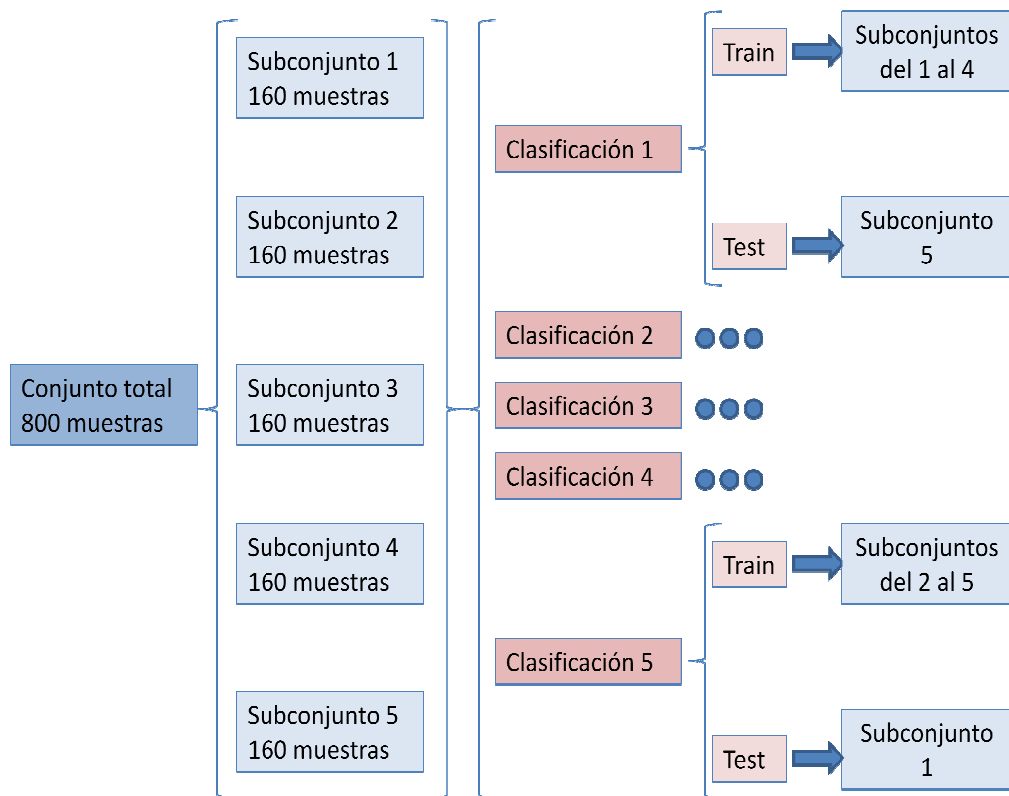 Conjunto total
800 muestras
Subconjunto 1
160 muestras
Subconjunto 2
160 muestras
Subconjunto 3
160 muestras
Subconjunto 4
160 muestras
Subconjunto 5
160 muestras
Clasificación 1
Train
Subconjuntos
del 1 al 4
Test
Subconjunto
5
Clasificación 2
Clasificación 3
Clasificación 4
Clasificación 5
Train
Subconjuntos
del 2 al 5
Test
Subconjunto
1